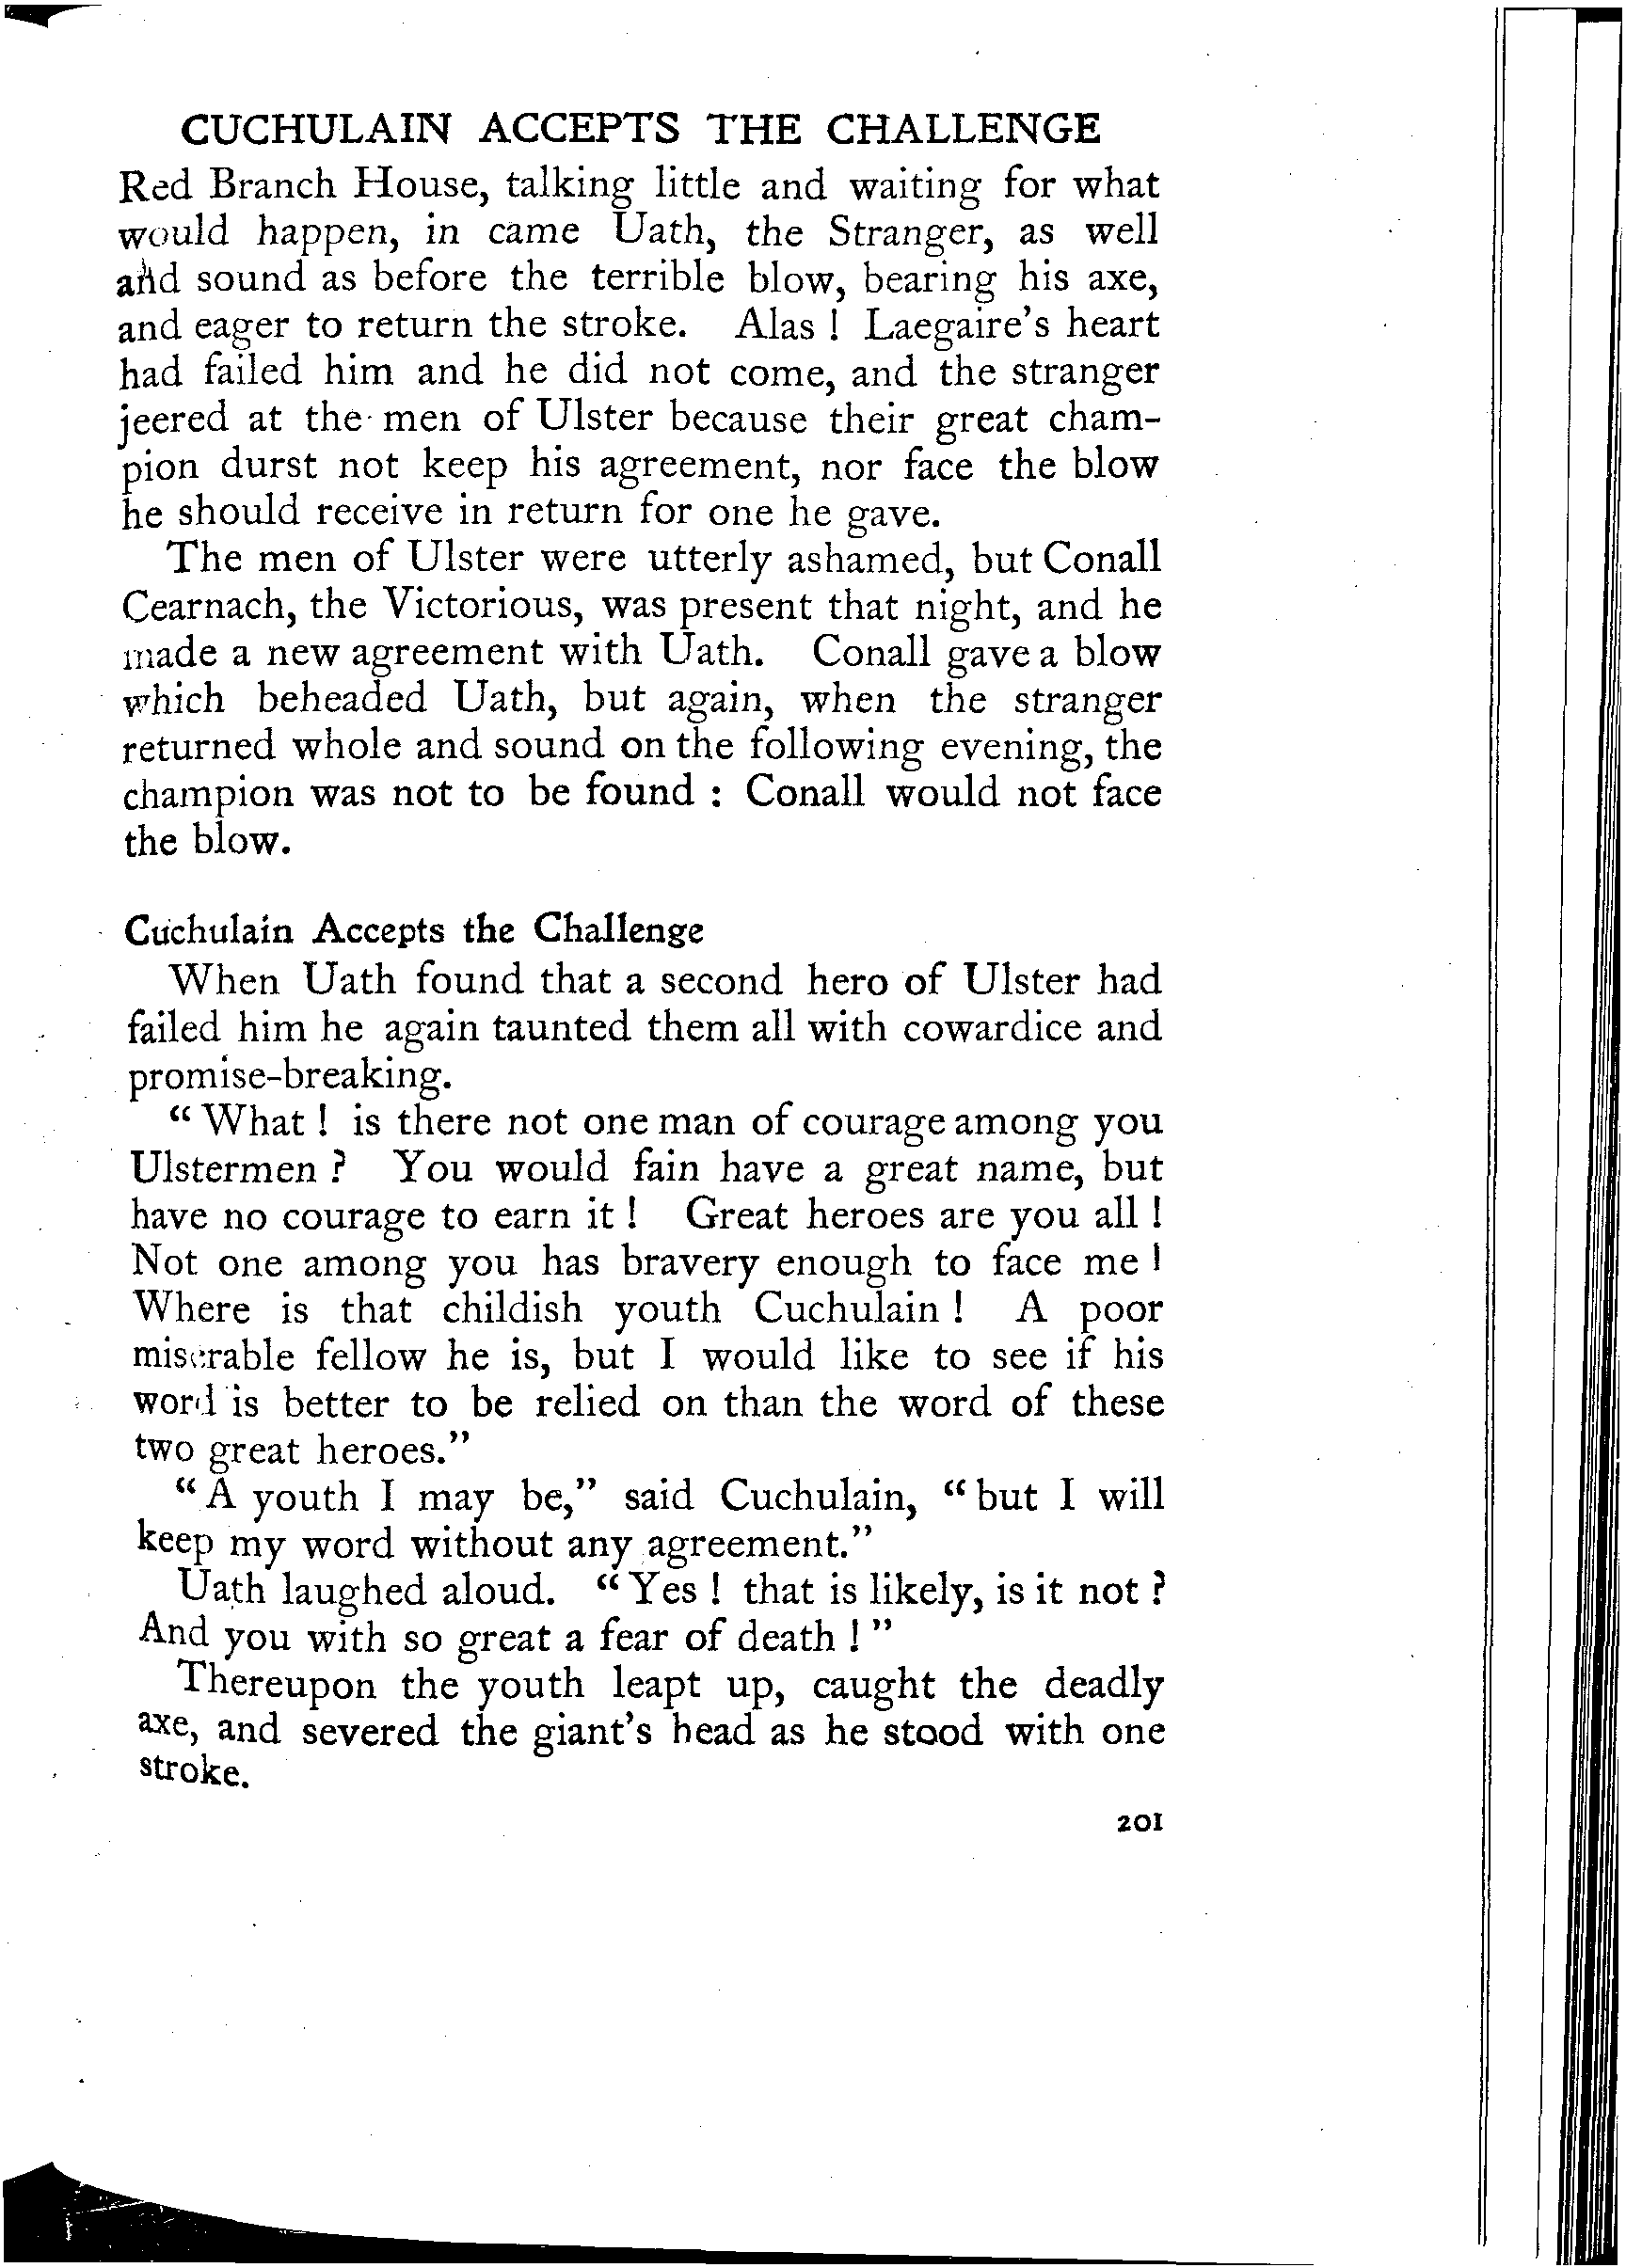 CUCHULAIN ACCEPTS THE CHALLENGE
Red Branch House, talking little and waiting for what
would happen, in came Uath, the Stranger, as well
and sound as before the terrible blow, bearing his axe,
and eager to return the stroke. Alas ! Laegaire's heart
had failed him and he did not come, and the stranger
jeered at the men of Ulster because their great cham-
pion durst not keep his agreement, nor face the blow
he should receive in return for one he gave.
The men of Ulster were utterly ashamed, but Conall
Cearnach, the Victorious, was present that night, and he
made a new agreement with Uath. Conall gave a blow
which beheaded Uath, but again, when the stranger
returned whole and sound on the following evening, the
champion was not to be found : Conall would not face
the blow.
Cuchulain Accepts the Challenge
When Uath found that a second hero of Ulster had
failed him he again taunted them all with cowardice and
promise-breaking.
“ What ! is there not one man of courage among you
Ulstermen ? You would fain have a great name, but
have no courage to earn it ! Great heroes are you all !
Not one among you has bravery enough to face me !
Where is that childish youth Cuchulain ! A poor
miserable fellow he is, but I would like to see if his
word is better to be relied on than the word of these
two great heroes.”
“ A youth I may be,” said Cuchulain, “ but I will
keep my word without any agreement.”
Uath laughed aloud. “ Yes ! that is likely, is it not ?
And you with so great a fear of death ! ”
Thereupon the youth leapt up, caught the deadly
axe, and severed the giant's head as he stood with one
stroke.
201